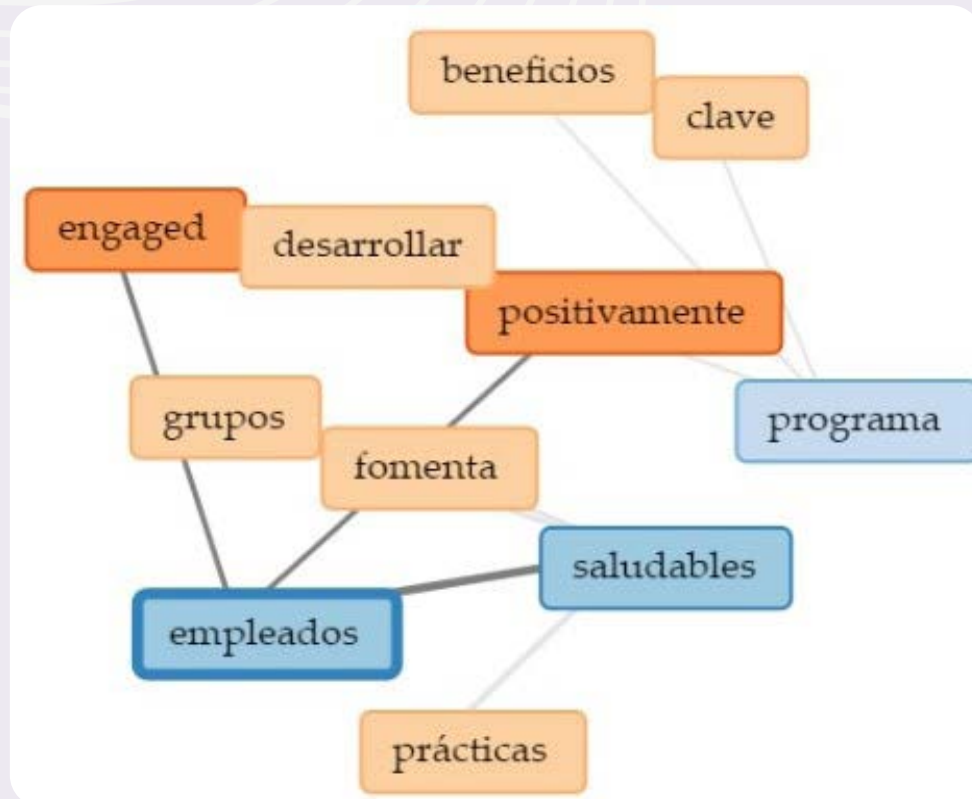 beneficios
clave
engaged
desarrollar
positivamente
programa
grupos
fomenta
saludables
empleados
prácticas